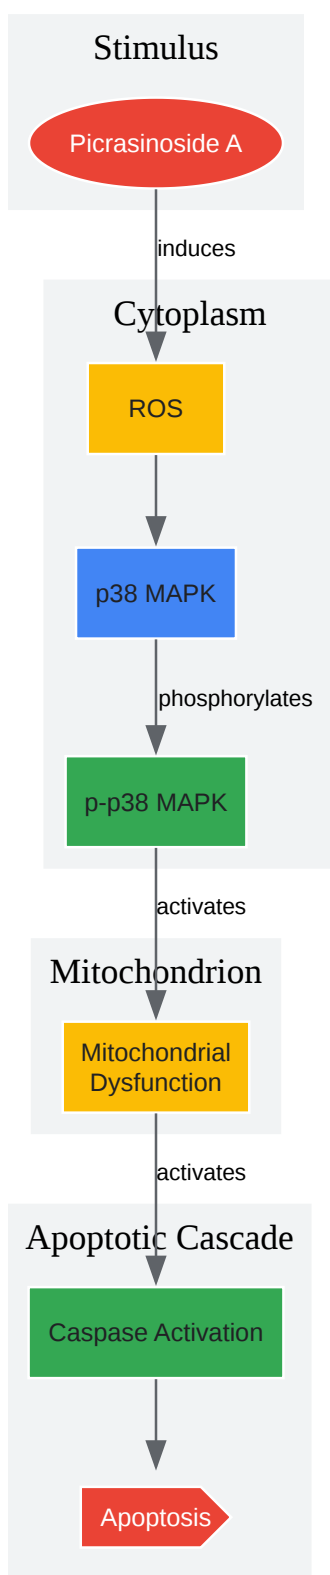 Stimulus
Picrasinoside A
induces
Cytoplasm
ROS
p38 MAPK
phosphorylates
p-p38 MAPK
activates
Mitochondrion
Mitochondrial
Dysfunction
activates
Apoptotic Cascade
Caspase Activation
Apoptosis